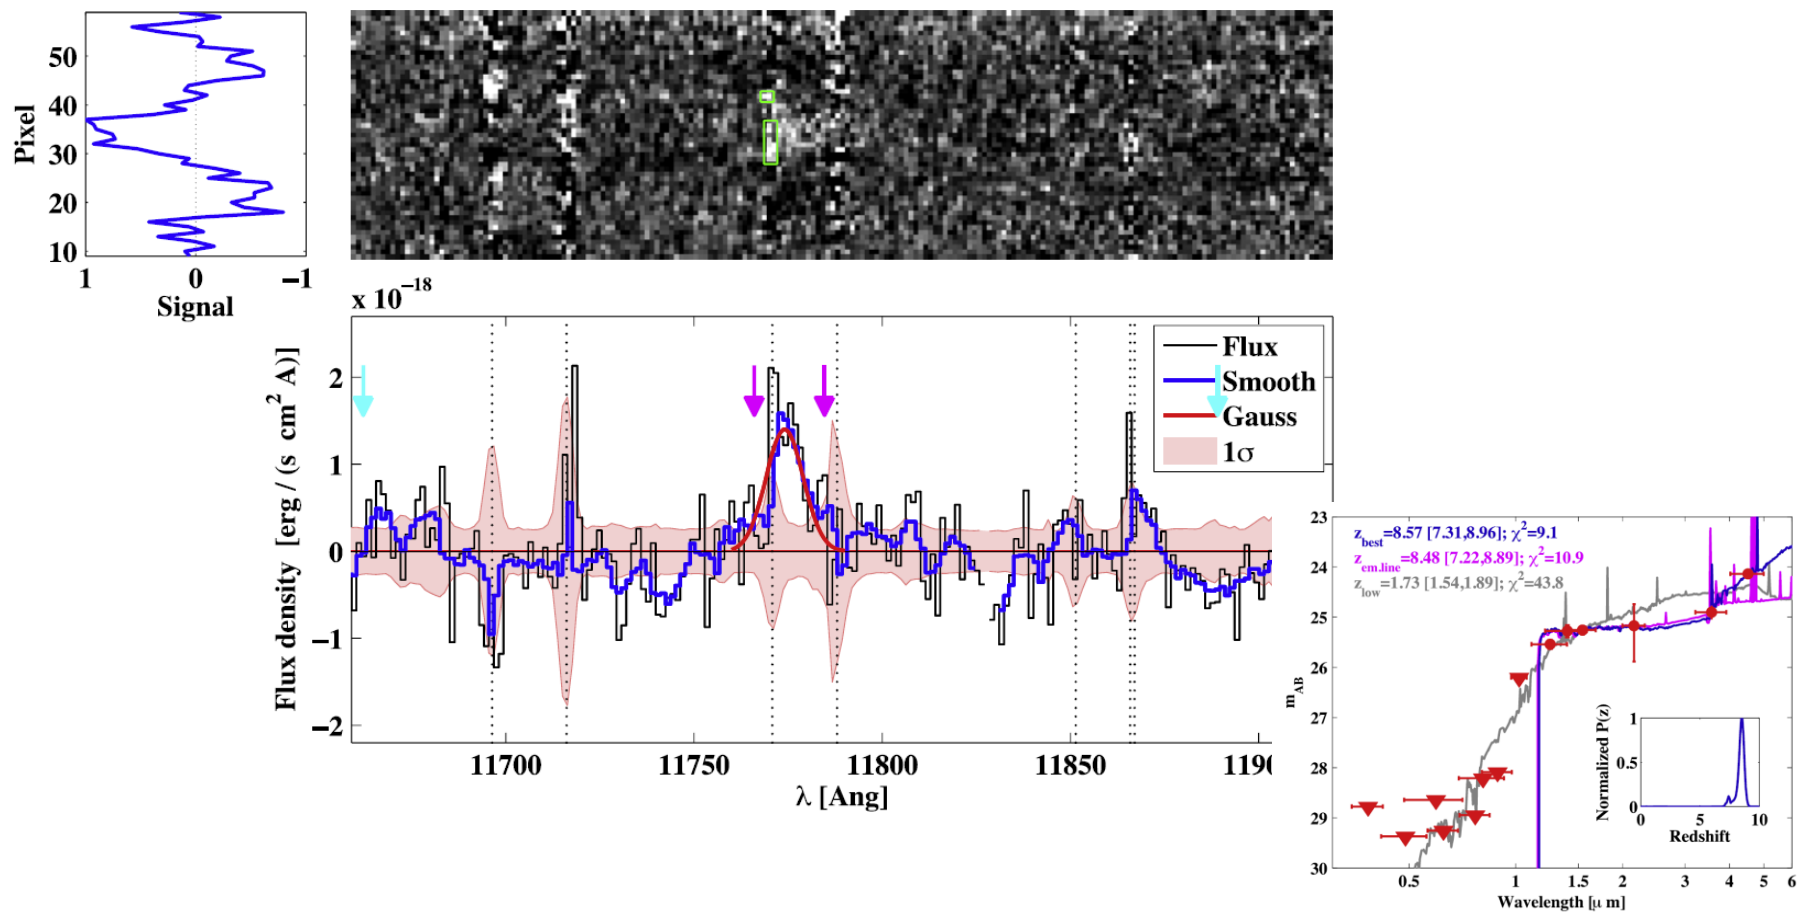 50
40
30
20
10
Pixel
1 0 −1
Signal
x 10⁻¹⁸
Flux density [erg / (s cm² A)]
2
1
0
−1
−2
11700 11750 11800 11850 1190
λ [Ang]
Flux
Smooth
Gauss
1σ
z_best=8.57 [7.31,8.96]; χ²=9.1
z_em.line=8.48 [7.22,8.89]; χ²=10.9
z_low=1.73 [1.54,1.89]; χ²=43.8
m_AB
23
24
25
26
27
28
29
30
0.5 1 1.5 2 3 4 5 6
Wavelength [μ m]
Normalized P(z)
1
0.5
0
0 5 10
Redshift